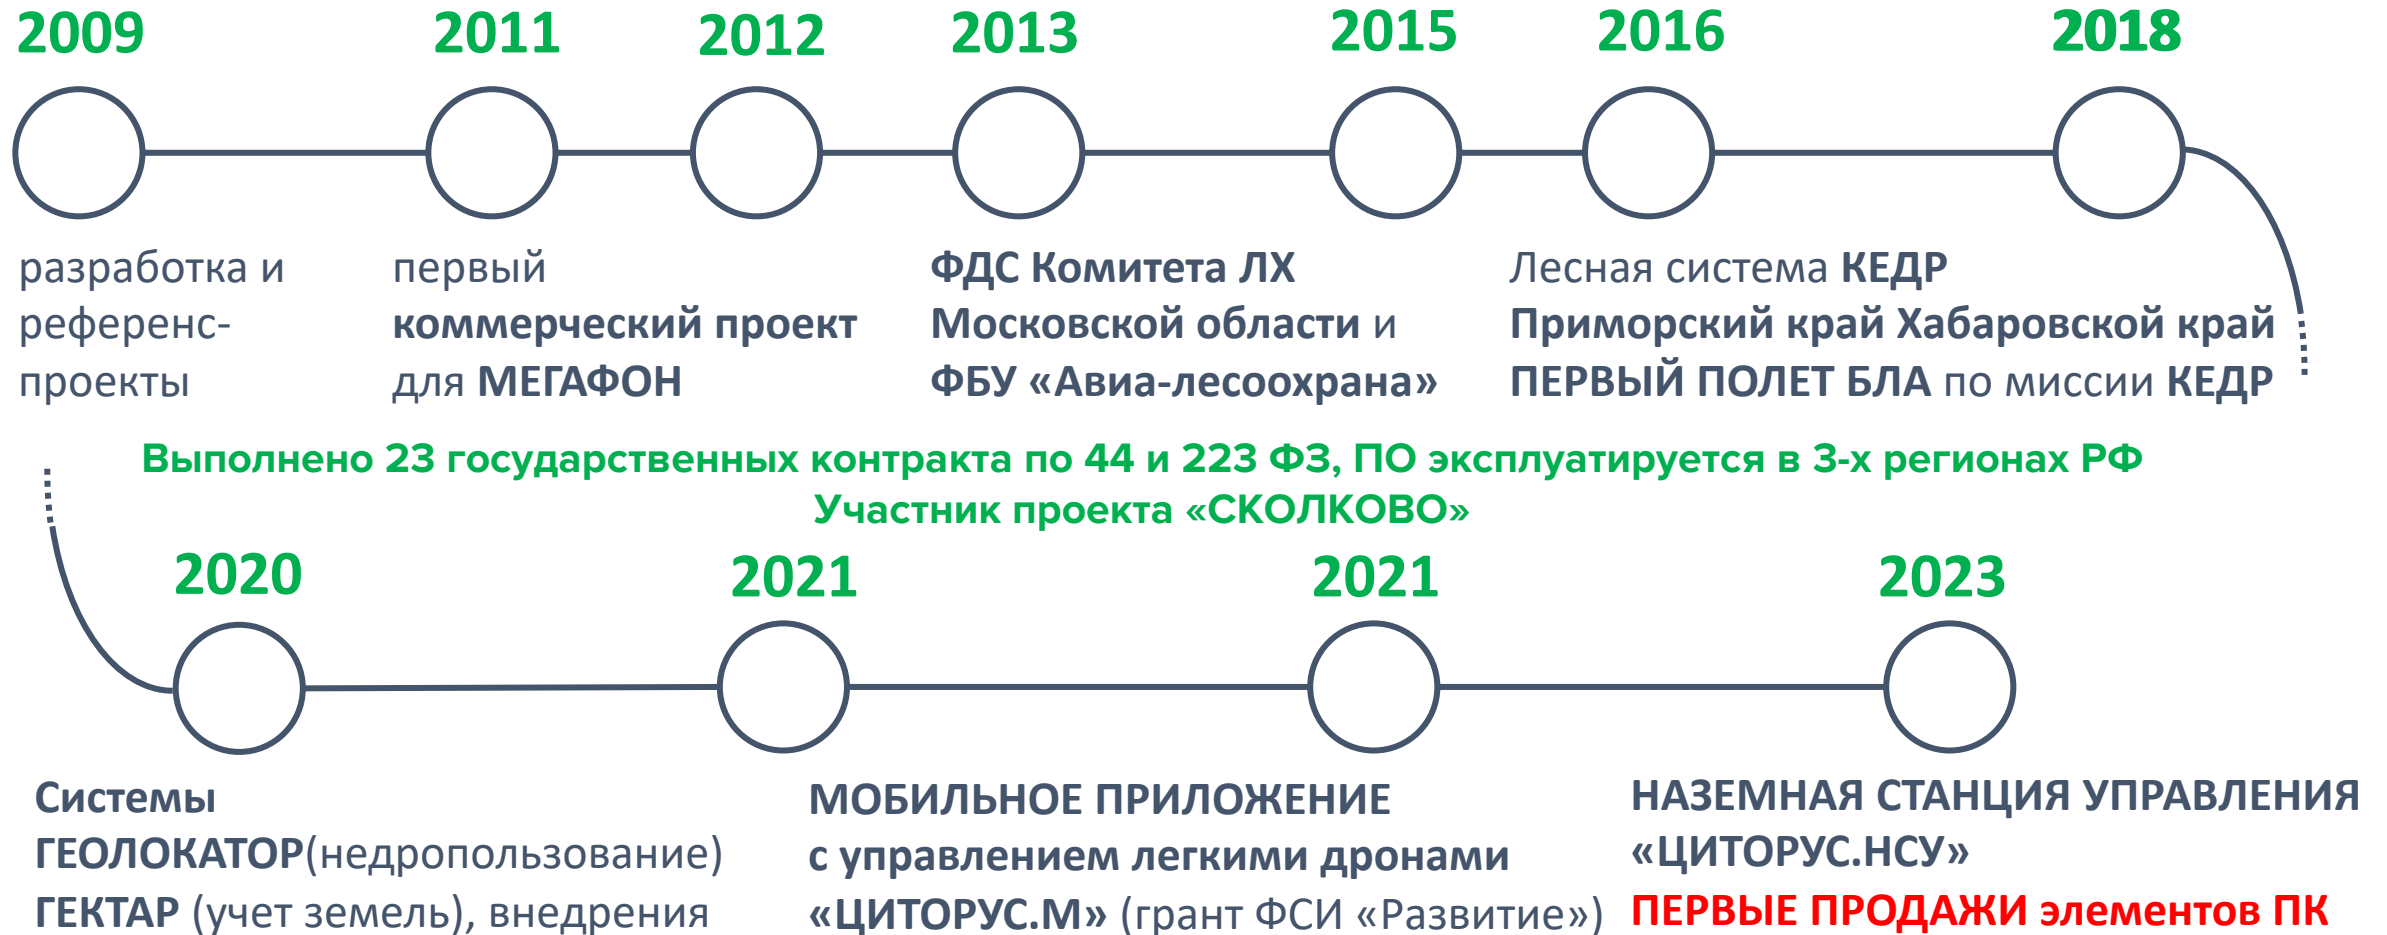 2009
2011
2012
2013
2015
2016
2018
разработка и
референс-
проекты
первый
коммерческий проект
для МЕГАФОН
ФДС Комитета ЛХ
Московской области и
ФБУ «Авиа-лесоохрана»
Лесная система КЕДР
Приморский край Хабаровской край
ПЕРВЫЙ ПОЛЕТ БЛА по миссии КЕДР
Выполнено 23 государственных контракта по 44 и 223 ФЗ, ПО эксплуатируется в 3-х регионах РФ
Участник проекта «СКОЛКОВО»
2020
2021
2021
2023
Системы
ГЕОЛОКАТОР(недропользование)
ГЕКТАР (учет земель), внедрения
МОБИЛЬНОЕ ПРИЛОЖЕНИЕ
с управлением легкими дронами
«ЦИТОРУС.М» (грант ФСИ «Развитие»)
НАЗЕМНАЯ СТАНЦИЯ УПРАВЛЕНИЯ
«ЦИТОРУС.НСУ»
ПЕРВЫЕ ПРОДАЖИ элементов ПК